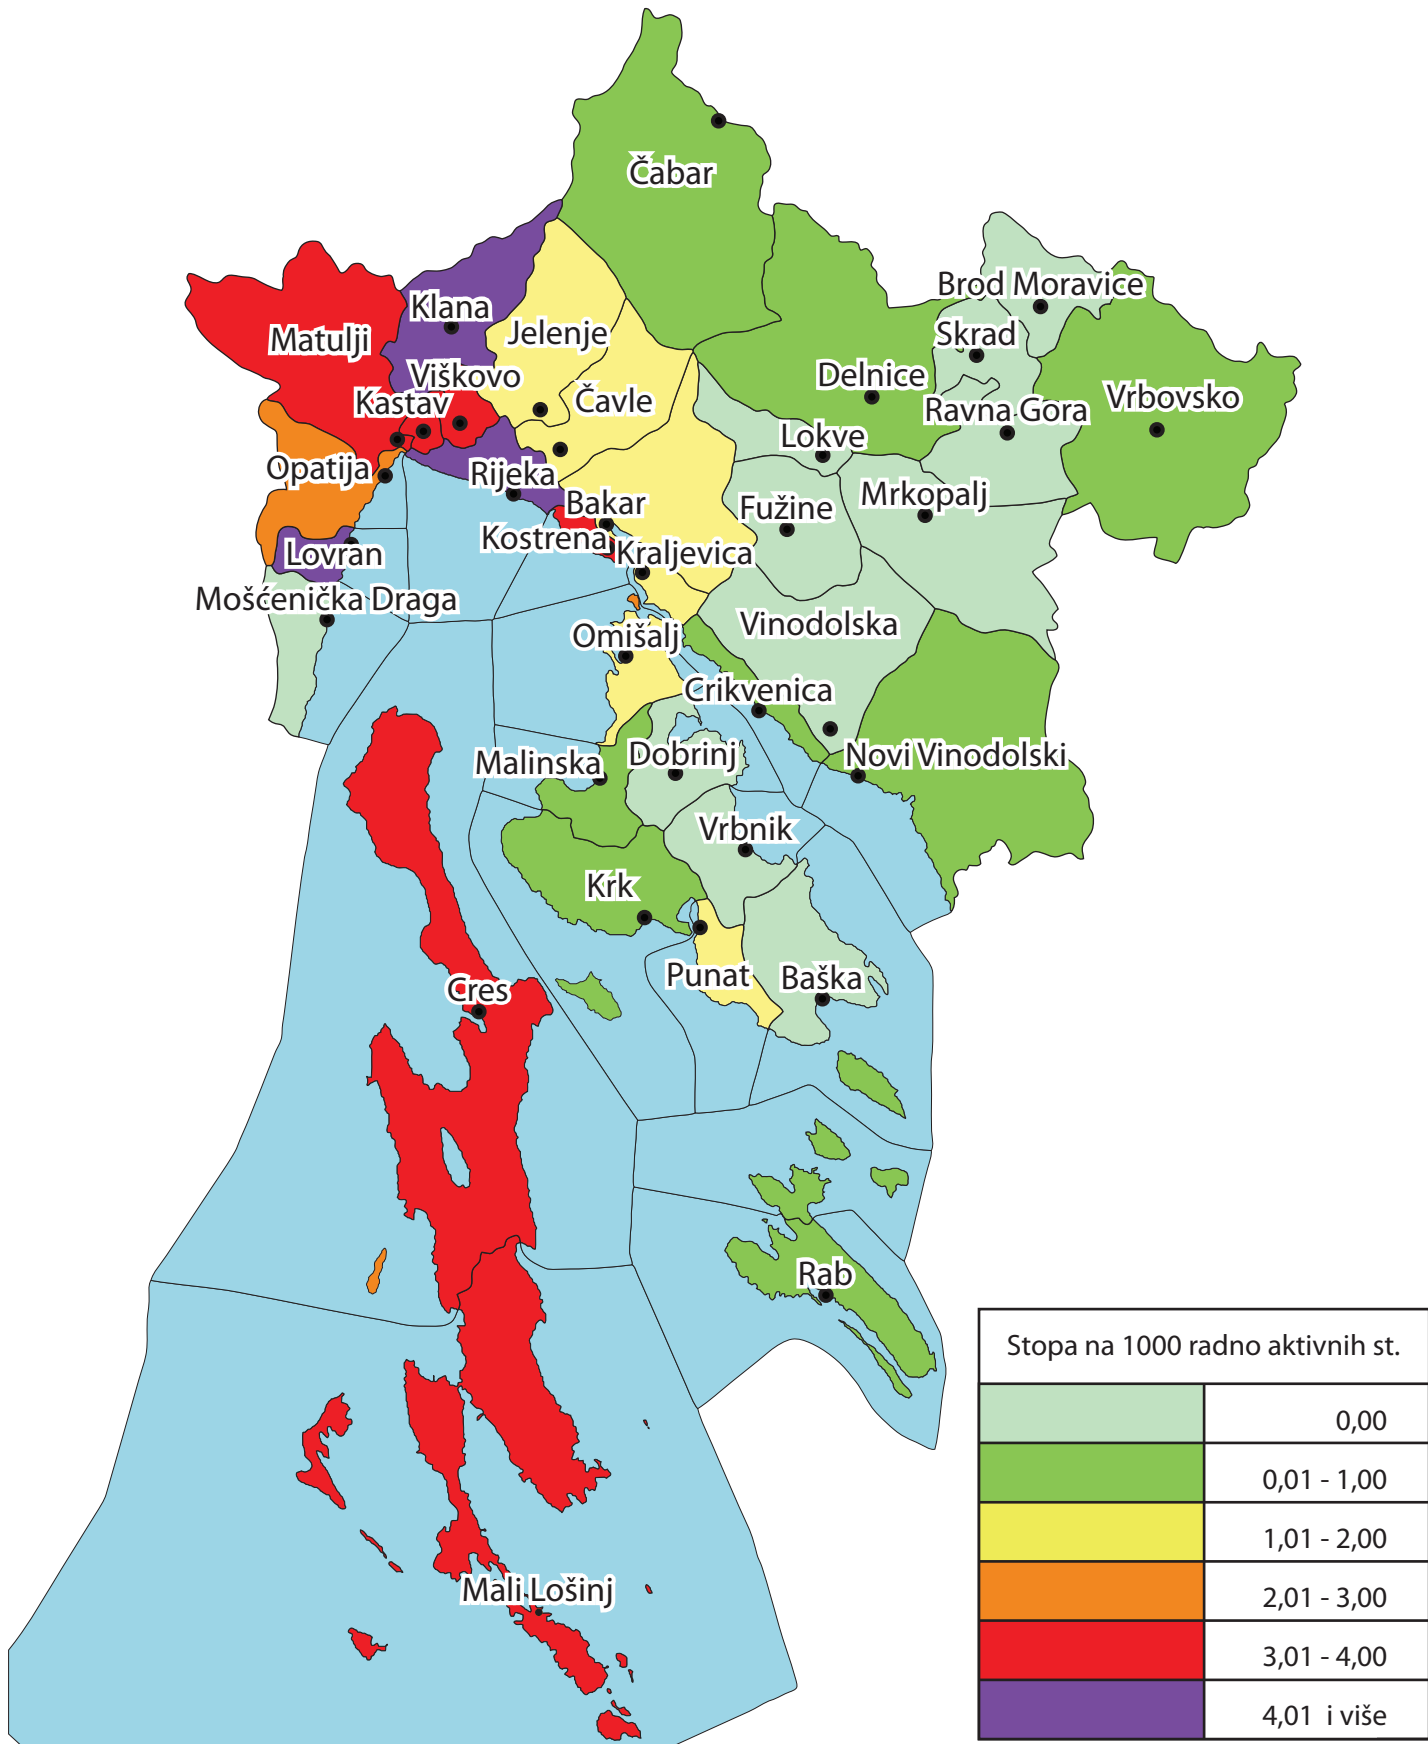 Čabar
Brod Moravice
Klana
Jelenje
Skrad
Matulji
Viškovo
Delnice
Vrbovsko
Kastav
Čavle
Ravna Gora
Lokve
Opatija
Rijeka
Mrkopalj
Bakar
Fužine
Kostrena
Lovran
Kraljevica
Mošćenička Draga
Vinodolska
Omišalj
Crikvenica
Malinska
Dobrinj
Novi Vinodolski
Vrbnik
Krk
Punat
Baška
Cres
Rab
Mali Lošinj
Stopa na 1000 radno aktivnih st.
0,00
0,01 - 1,00
1,01 - 2,00
2,01 - 3,00
3,01 - 4,00
4,01 i više